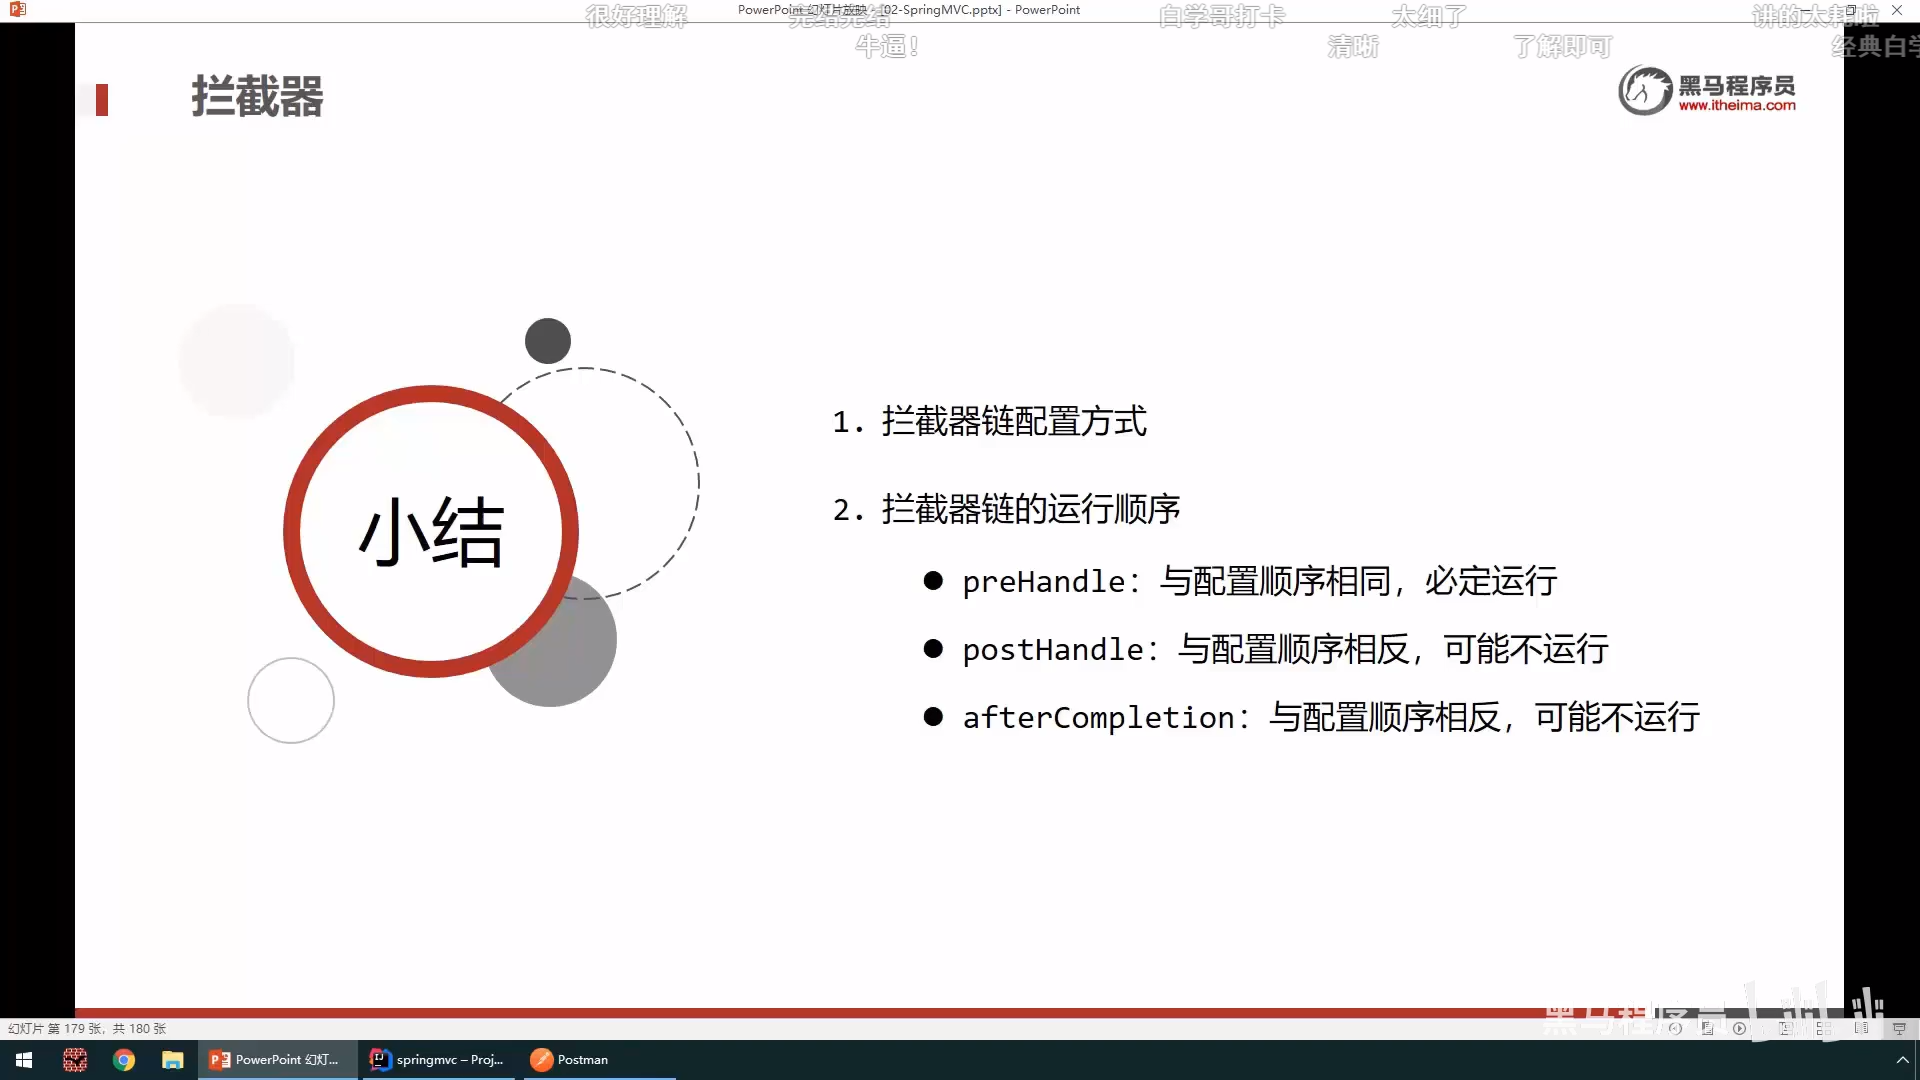 PowerPoint 幻灯片放映 - [02-SpringMVC.pptx] - PowerPoint
很好理解
完结完结
白学哥打卡
太细了
牛逼！
清晰
了解即可
经典白学
拦截器
黑马程序员
www.itheima.com
小结
1. 拦截器链配置方式
2. 拦截器链的运行顺序
● preHandle：与配置顺序相同，必定运行
● postHandle：与配置顺序相反，可能不运行
● afterCompletion：与配置顺序相反，可能不运行
黑马程序员
幻灯片 第 179 张，共 180 张
PowerPoint 幻灯...
springmvc – Proj...
Postman